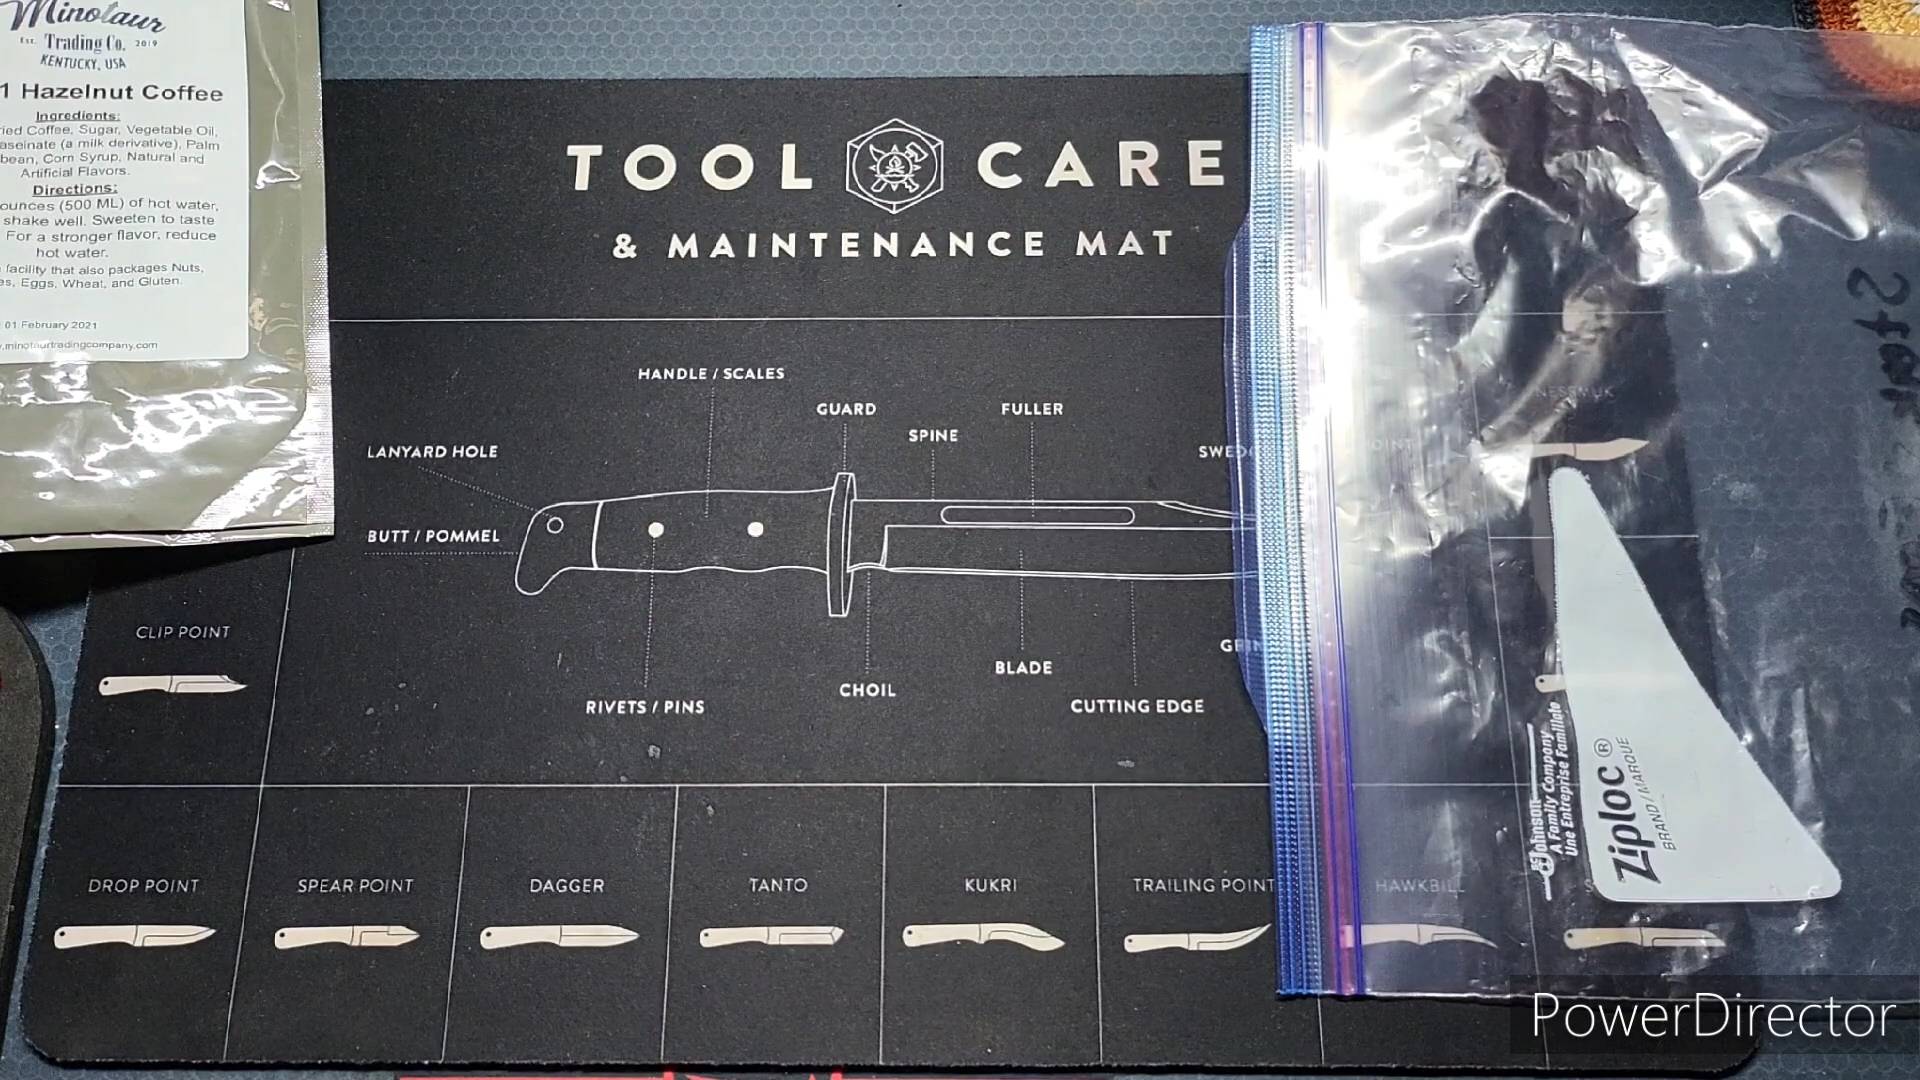 Minotaur
Est. Trading Co. 2019
KENTUCKY, USA
1 Hazelnut Coffee
Ingredients:
Coffee, Sugar, Vegetable Oil,
(a milk derivative), Palm
Corn Syrup, Natural and
Artificial Flavors.
Directions:
ounces (500 ML) of hot water,
shake well. Sweeten to taste
For a stronger flavor, reduce
hot water.
facility that also packages Nuts,
Eggs, Wheat, and Gluten.
01 February 2021
minotaurtradingcompany.com
TOOL CARE
& MAINTENANCE MAT
HANDLE / SCALES
GUARD
FULLER
SPINE
LANYARD HOLE
BUTT / POMMEL
CLIP POINT
BLADE
CHOIL
RIVETS / PINS
CUTTING EDGE
DROP POINT
SPEAR POINT
DAGGER
TANTO
KUKRI
TRAILING POINT
HAWKBILL
SC Johnson
A Family Company
Une Entreprise Familiale
Ziploc®
BRAND/MARQUE
PowerDirector